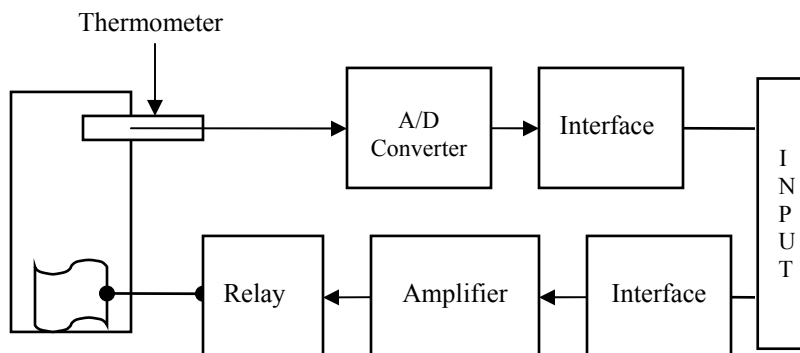 Thermometer
A/D
Converter
Interface
I
N
P
U
T
Relay
Amplifier
Interface